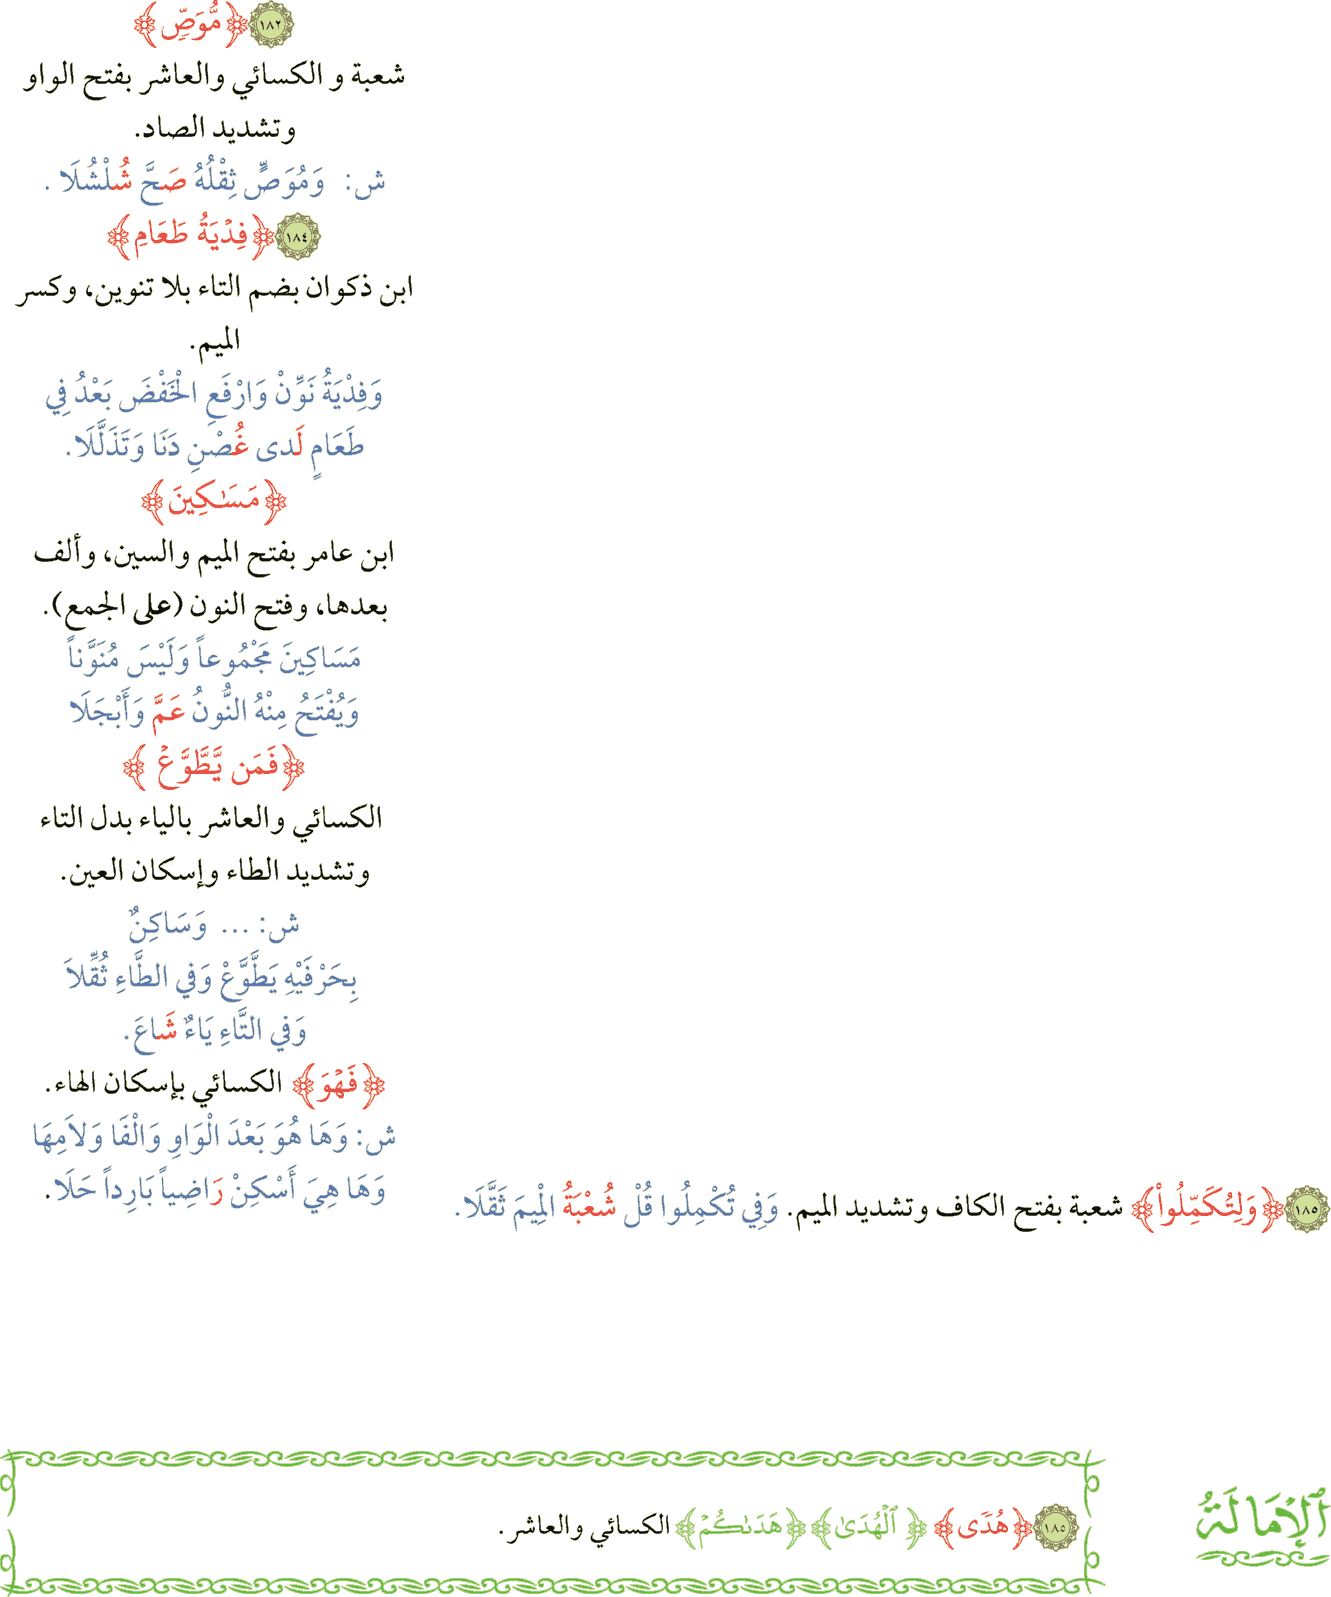 ١٨٢ ﴿مُّوَصٍّ﴾
شعبة و الكسائي والعاشر بفتح الواو
وتشديد الصاد.
ش: وَمُوَصٍّ ثِقْلُهُ صَحَّ شُلْشُلَا .
١٨٤ ﴿فِدْيَةُ طَعَامِ﴾
ابن ذكوان بضم التاء بلا تنوين، وكسر
الميم.
وَفِدْيَةُ نَوِّنْ وَارْفَعِ الْخَفْضَ بَعْدُ فِي
طَعَامٍ لَدى غُصْنِ دَنَا وَتَذَلَّلَا.
﴿مَسَٰكِينَ﴾
ابن عامر بفتح الميم والسين، وألف
بعدها، وفتح النون (على الجمع).
مَسَاكِينَ مَجْمُوعاً وَلَيْسَ مُنَوَّناً
وَيُفْتَحُ مِنْهُ النُّونُ عَمَّ وَأَبْجَلَا
﴿فَمَن يَّطَّوَّعۡ ﴾
الكسائي والعاشر بالياء بدل التاء
وتشديد الطاء وإسكان العين.
ش: ... وَسَاكِنٌ
بِحَرْفَيْهِ يَطَّوَّعْ وَفي الطَّاءِ ثُقِّلاَ
وَفي التَّاءِ يَاءٌ شَاعَ.
﴿فَهۡوَ﴾ الكسائي بإسكان الهاء.
ش: وَهَا هُوَ بَعْدَ الْوَاوِ وَالْفَا وَلاَمِهَا
وَهَا هِيَ أَسْكِنْ رَاضِياً بَارِداً حَلَا.
١٨٥ ﴿وَلِتُكَمِّلُواْ﴾ شعبة بفتح الكاف وتشديد الميم. وَفِي تُكْمِلُوا قُلْ شُعْبَةُ الْمِيمَ ثَقَّلَا.
ٱلْإِمَالَةُ
١٨٥ ﴿هُدٗى﴾ ﴿ ٱلۡهُدَىٰ﴾ ﴿هَدَىٰكُمۡ﴾ الكسائي والعاشر.